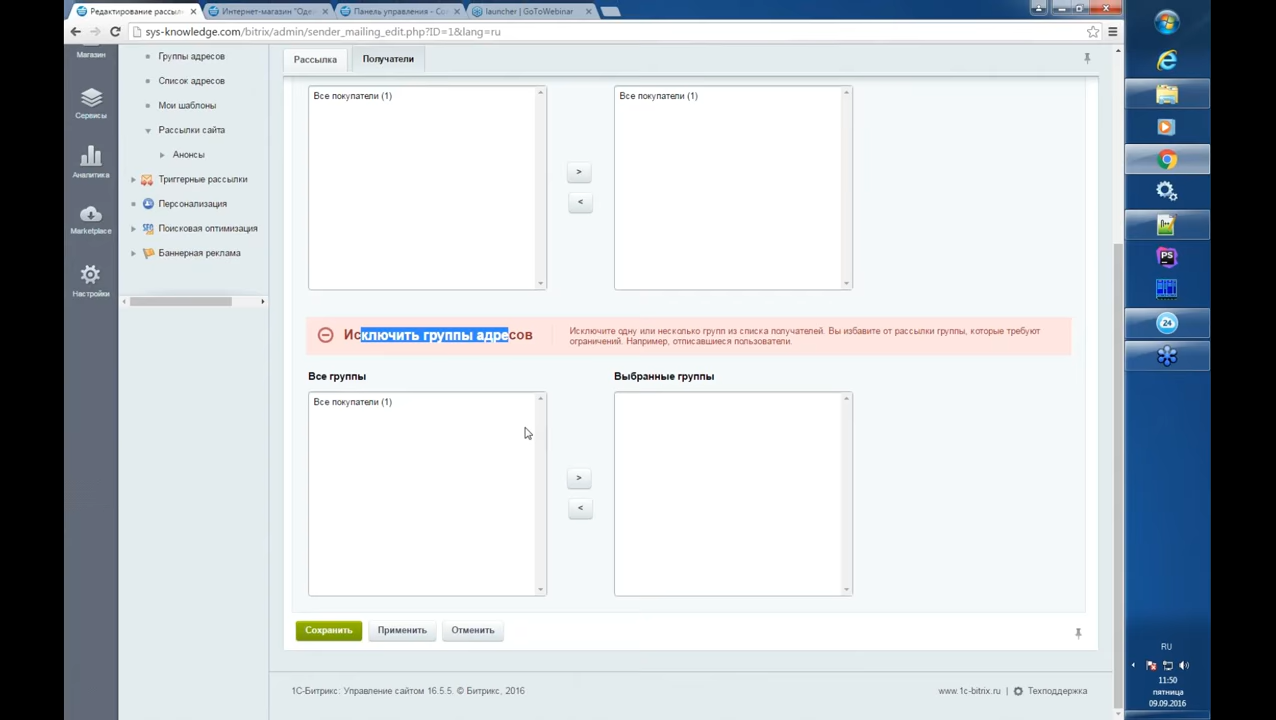 Редактирование рассыл
Интернет-магазин "Оде
Панель управления - Со
launcher | GoToWebinar
sys-knowledge.com/bitrix/admin/sender_mailing_edit.php?ID=1&lang=ru
Магазин
Сервисы
Аналитика
Marketplace
Настройки
Группы адресов
Список адресов
Мои шаблоны
Рассылки сайта
Анонсы
Триггерные рассылки
Персонализация
Поисковая оптимизация
Баннерная реклама
Рассылка
Получатели
Все покупатели (1)
Все покупатели (1)
>
<
Исключить группы адресов
Исключите одну или несколько групп из списка получателей. Вы избавите от рассылки группы, которые требуют
ограничений. Например, отписавшиеся пользователи.
Все группы
Выбранные группы
Все покупатели (1)
>
<
Сохранить
Применить
Отменить
1С-Битрикс: Управление сайтом 16.5.5. © Битрикс, 2016
www.1c-bitrix.ru
Техподдержка
PS
24
RU
11:50
пятница
09.09.2016